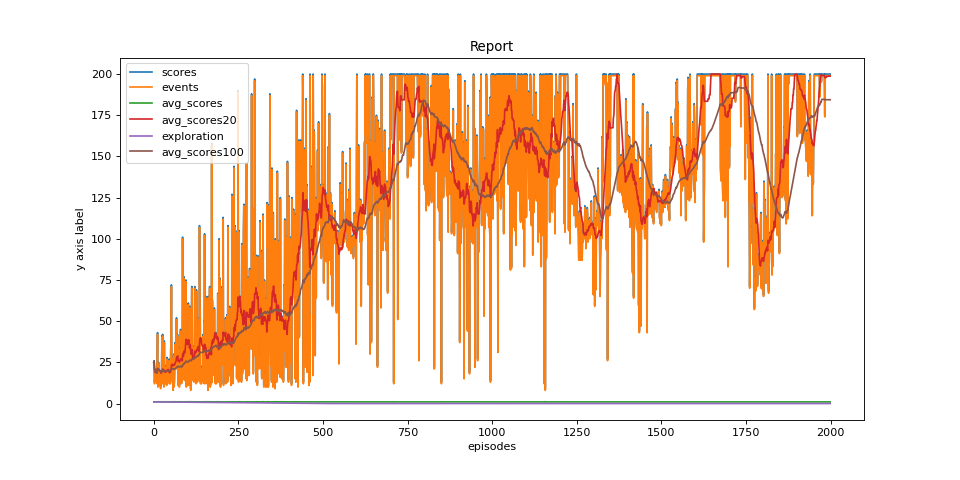 Report
scores
events
avg_scores
avg_scores20
exploration
avg_scores100
200
175
150
125
100
75
50
25
0
y axis label
0 250 500 750 1000 1250 1500 1750 2000
episodes